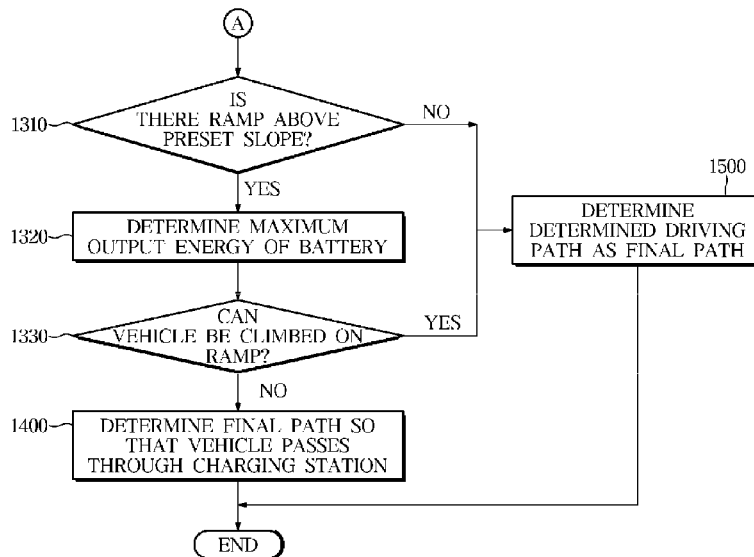 A
1310
IS
THERE RAMP ABOVE
PRESET SLOPE?
NO
YES
1320
DETERMINE MAXIMUM
OUTPUT ENERGY OF BATTERY
1500
DETERMINE
DETERMINED DRIVING
PATH AS FINAL PATH
1330
CAN
VEHICLE BE CLIMBED ON
RAMP?
YES
NO
1400
DETERMINE FINAL PATH SO
THAT VEHICLE PASSES
THROUGH CHARGING STATION
END